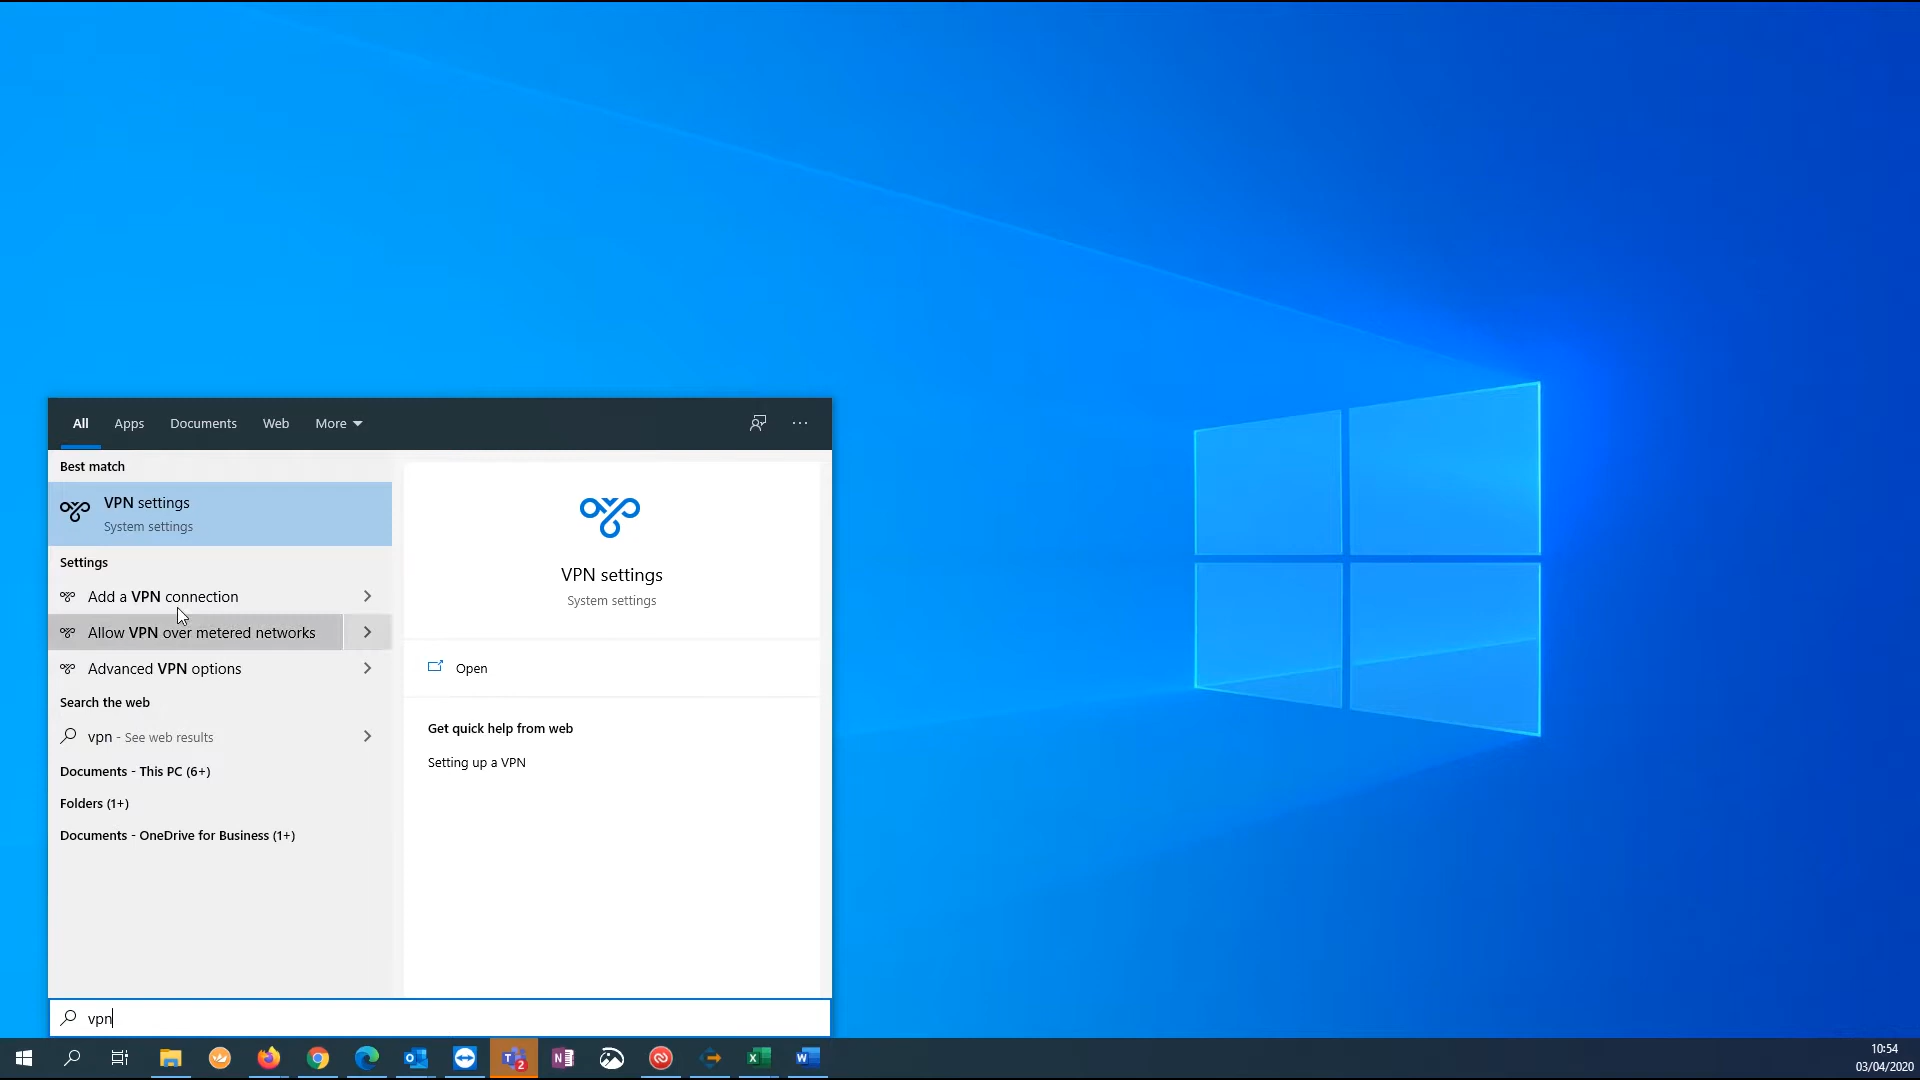 All Apps Documents Web More
Best match
VPN settings
System settings
Settings
Add a VPN connection
Allow VPN over metered networks
Advanced VPN options
Search the web
vpn - See web results
Documents - This PC (6+)
Folders (1+)
Documents - OneDrive for Business (1+)
VPN settings
System settings
Open
Get quick help from web
Setting up a VPN
vpn
2
10:54
03/04/2020